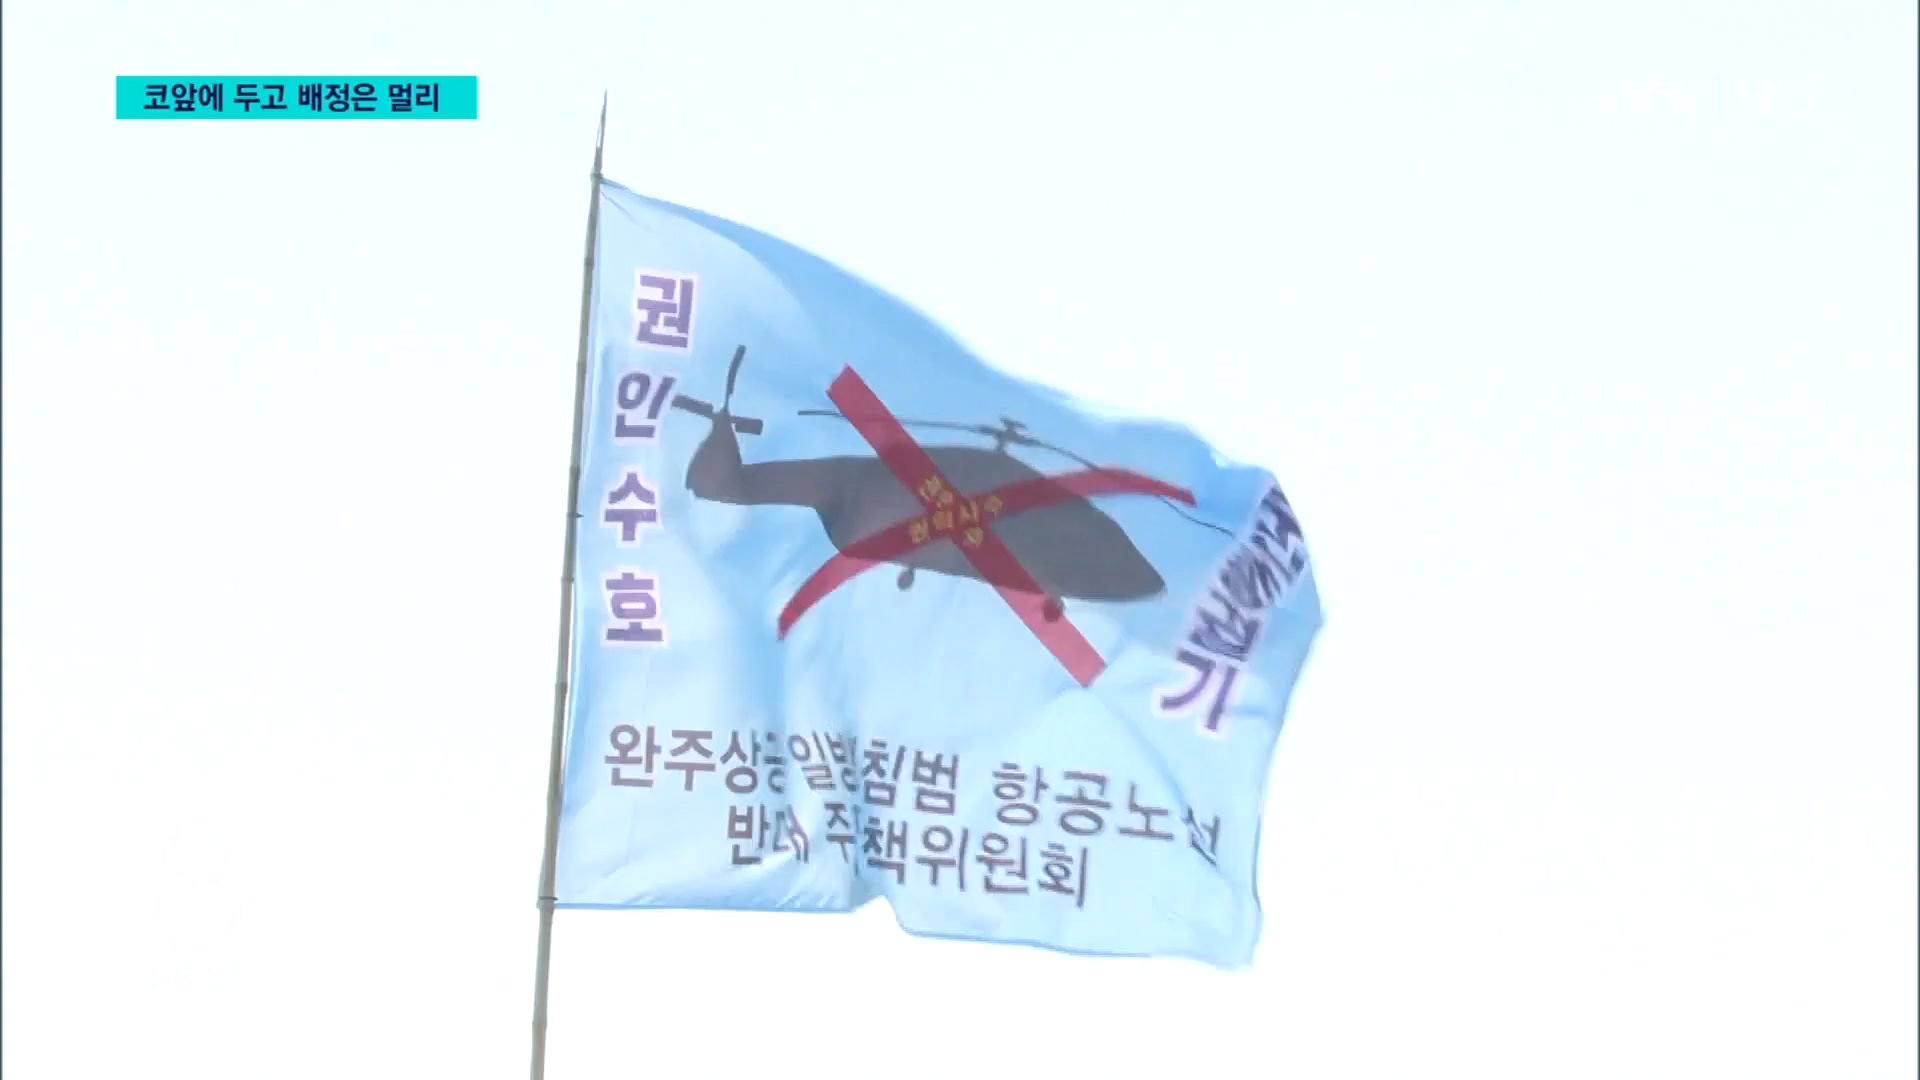 코앞에 두고 배정은 멀리
권인수호
기
완주상공일방침범 항공노선
반대 주 책위원회